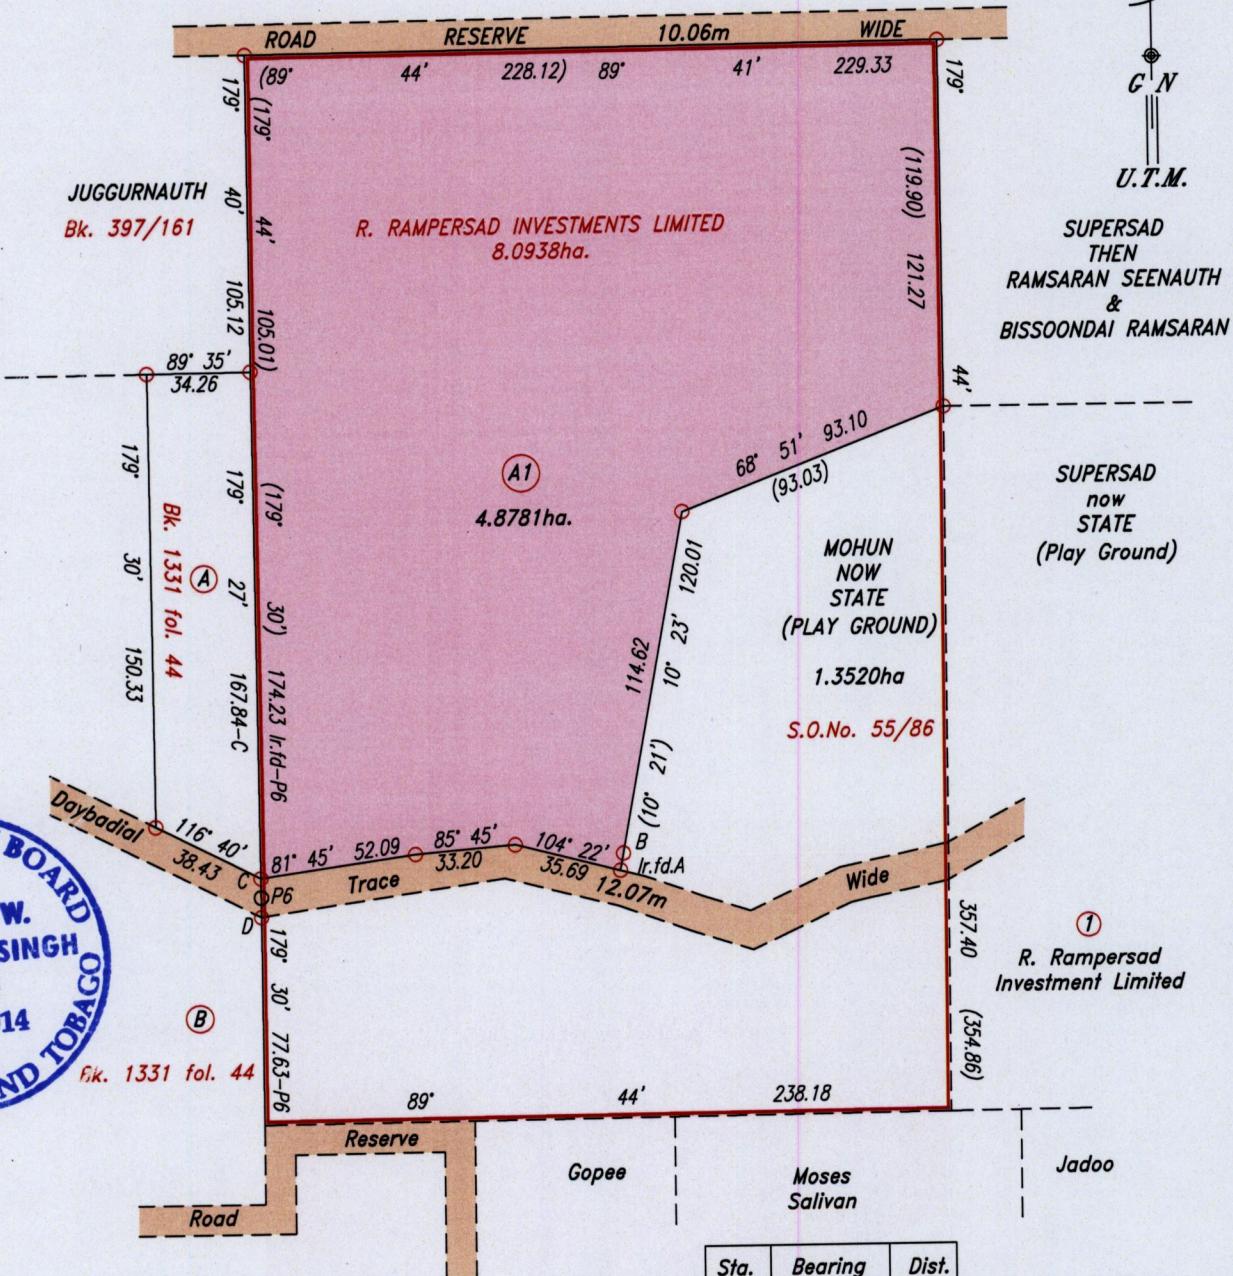 ROAD RESERVE 10.06m WIDE
(89° 44' 228.12) 89° 41' 229.33
179° 40' 105.12
(179° 44' 105.01)
179° 44'
(119.90) 121.27
G N
U.T.M.
JUGGURNAUTH
Bk. 397/161
R. RAMPERSAD INVESTMENTS LIMITED
8.0938ha.
SUPERSAD
THEN
RAMSARAN SEENAUTH
&
BISSOONDAI RAMSARAN
89° 35'
34.26
68° 51' 93.10
(93.03)
A1
4.8781ha.
SUPERSAD
now
STATE
(Play Ground)
MOHUN
NOW
STATE
(PLAY GROUND)
1.3520ha
S.O.No. 55/86
179° 30' 150.33
Bk. 1331 fol. 44
A
179° 27' 167.84-C
(179° 30') 174.23 Ir.fd-P6
114.62
(10° 21')
10° 23' 120.01
Daybadial
116° 40'
38.43
C
P6
D
81° 45' 52.09
85° 45'
33.20
104° 22'
35.69
B
Ir.fd.A
Trace
12.07m
Wide
BOARD
W.
SINGH
14
ND TOBAGO
179° 30' 77.63-P6
357.40
(354.86)
1
R. Rampersad
Investment Limited
B
Bk. 1331 fol. 44
89° 44' 238.18
Reserve
Road
Gopee
Moses
Salivan
Jadoo
Sta. Bearing Dist.